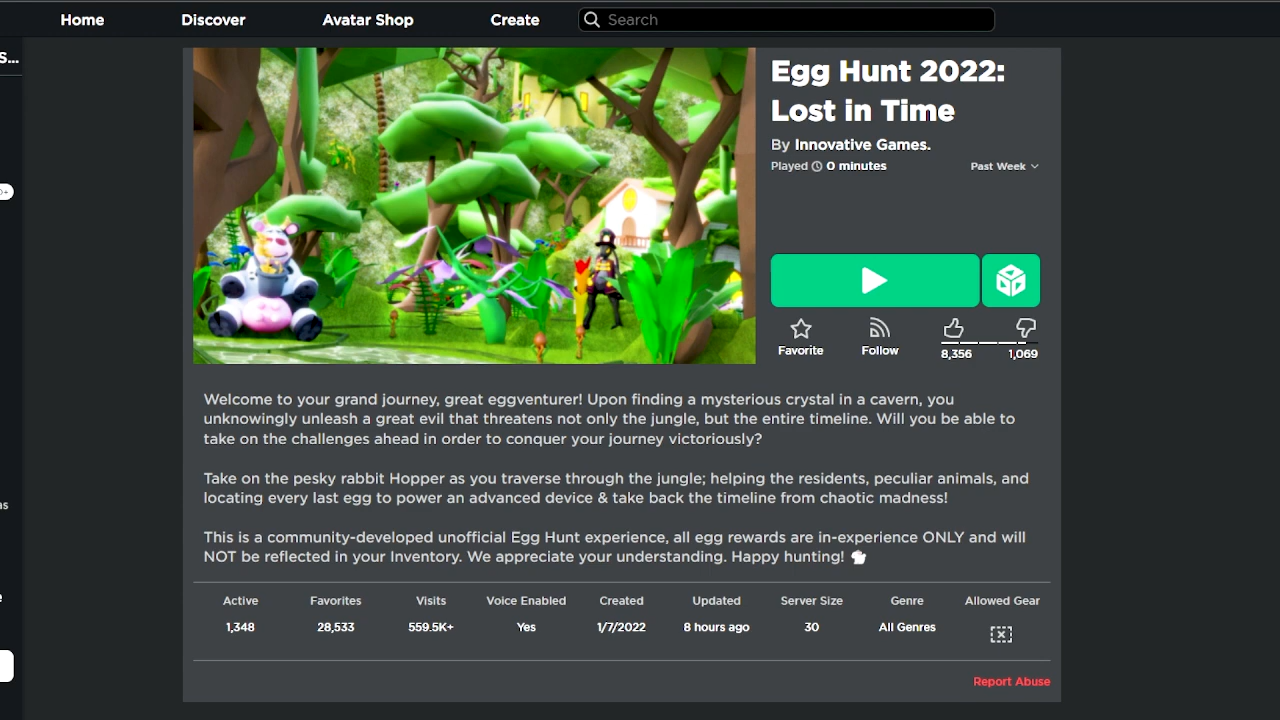 Home Discover Avatar Shop Create Search
S...
Egg Hunt 2022:
Lost in Time
By Innovative Games.
Played 0 minutes Past Week
Favorite Follow 8,356 1,069
Welcome to your grand journey, great eggventurer! Upon finding a mysterious crystal in a cavern, you
unknowingly unleash a great evil that threatens not only the jungle, but the entire timeline. Will you be able to
take on the challenges ahead in order to conquer your journey victoriously?
Take on the pesky rabbit Hopper as you traverse through the jungle; helping the residents, peculiar animals, and
locating every last egg to power an advanced device & take back the timeline from chaotic madness!
This is a community-developed unofficial Egg Hunt experience, all egg rewards are in-experience ONLY and will
NOT be reflected in your Inventory. We appreciate your understanding. Happy hunting!
Active Favorites Visits Voice Enabled Created Updated Server Size Genre Allowed Gear
1,348 28,533 559.5K+ Yes 1/7/2022 8 hours ago 30 All Genres
Report Abuse